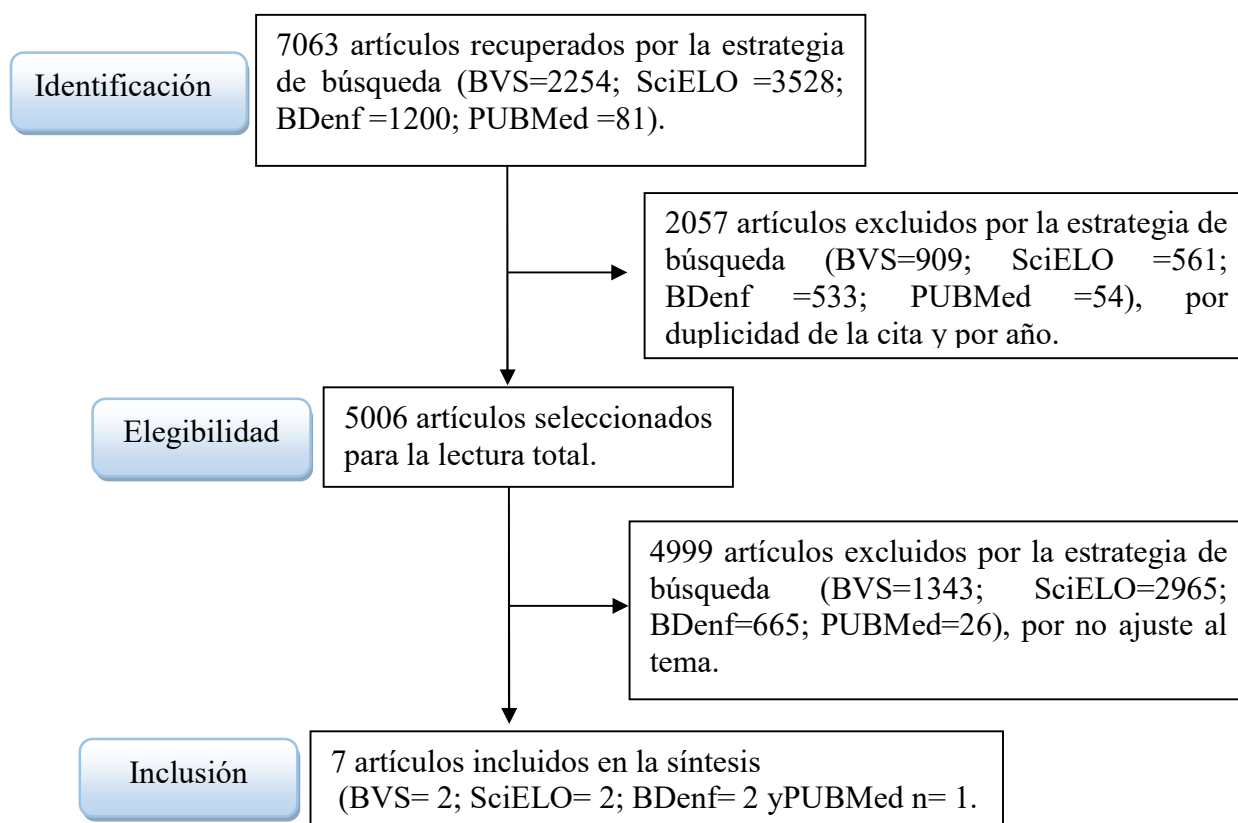 Identificación
7063 artículos recuperados por la estrategia
de búsqueda (BVS=2254; SciELO =3528;
BDenf =1200; PUBMed =81).
2057 artículos excluidos por la estrategia de
búsqueda (BVS=909; SciELO =561;
BDenf =533; PUBMed =54), por
duplicidad de la cita y por año.
Elegibilidad
5006 artículos seleccionados
para la lectura total.
4999 artículos excluidos por la estrategia de
búsqueda (BVS=1343; SciELO=2965;
BDenf=665; PUBMed=26), por no ajuste al
tema.
Inclusión
7 artículos incluidos en la síntesis
(BVS= 2; SciELO= 2; BDenf= 2 yPUBMed n= 1.